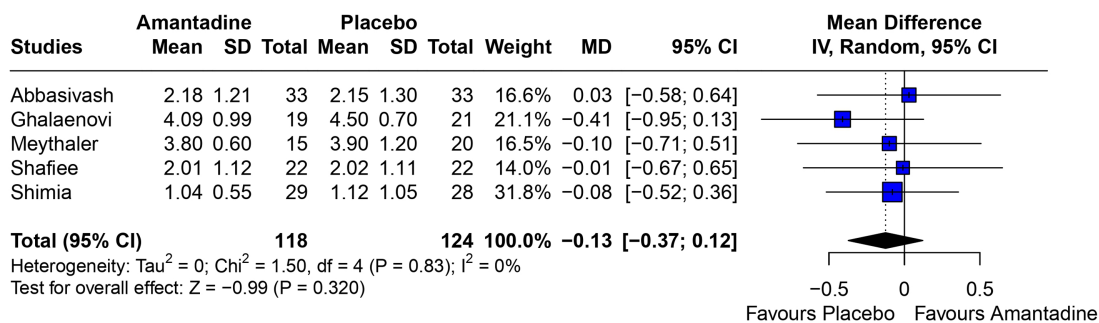 Amantadine Placebo Mean Difference
Studies Mean SD Total Mean SD Total Weight MD 95% CI IV, Random, 95% CI
Abbasivash 2.18 1.21 33 2.15 1.30 33 16.6% 0.03 [−0.58; 0.64]
Ghalaenovi 4.09 0.99 19 4.50 0.70 21 21.1% −0.41 [−0.95; 0.13]
Meythaler 3.80 0.60 15 3.90 1.20 20 16.5% −0.10 [−0.71; 0.51]
Shafiee 2.01 1.12 22 2.02 1.11 22 14.0% −0.01 [−0.67; 0.65]
Shimia 1.04 0.55 29 1.12 1.05 28 31.8% −0.08 [−0.52; 0.36]
Total (95% CI) 118 124 100.0% −0.13 [−0.37; 0.12]
Heterogeneity: Tau² = 0; Chi² = 1.50, df = 4 (P = 0.83); I² = 0%
Test for overall effect: Z = −0.99 (P = 0.320)
−0.5 0 0.5
Favours Placebo Favours Amantadine